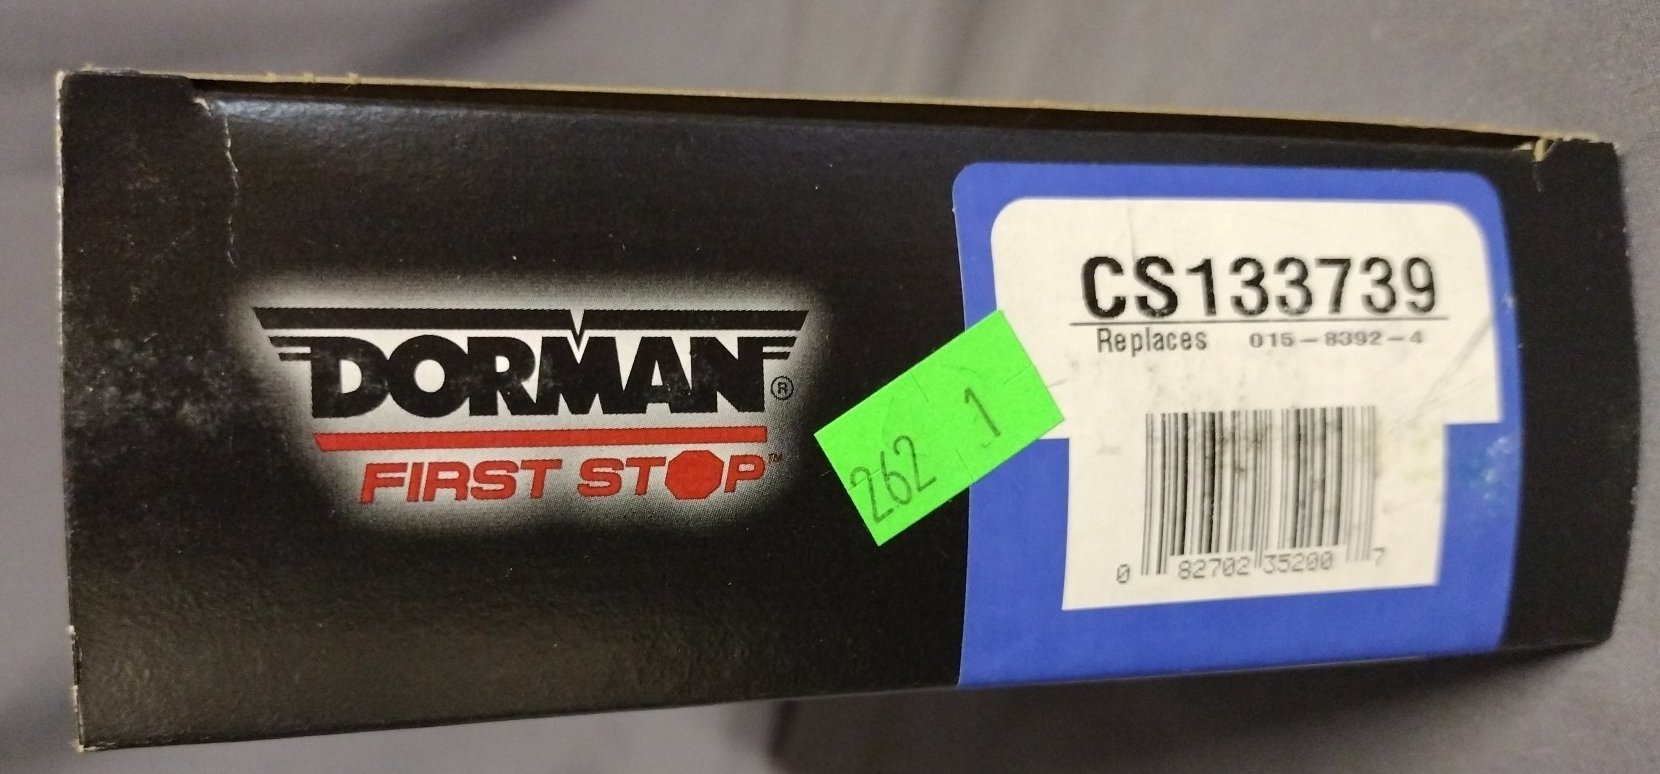 DORMAN®
FIRST STOP™
262 1
CS133739
Replaces 015-8392-4
0 82702 35200 7